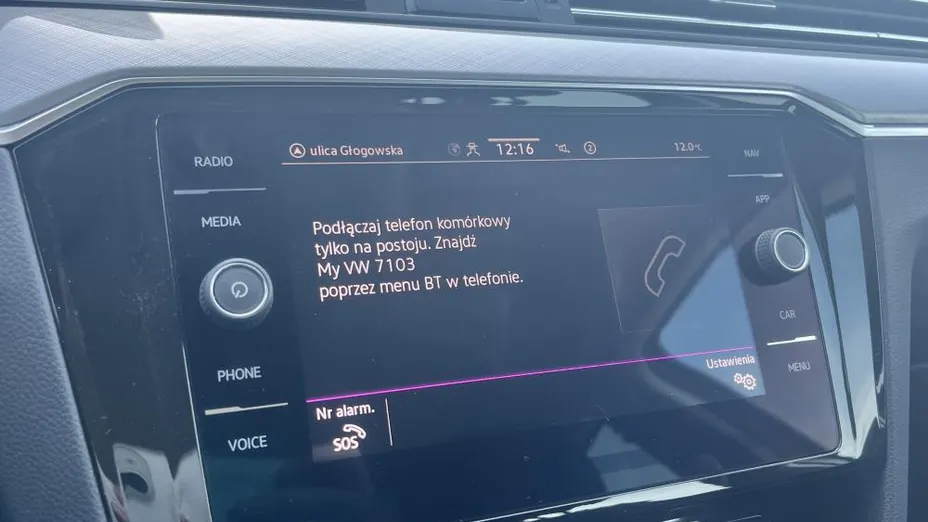 RADIO
MEDIA
PHONE
VOICE
ulica Głogowska
12:16
2
12.0°C
Podłączaj telefon komórkowy
tylko na postoju. Znajdź
My VW 7103
poprzez menu BT w telefonie.
Nr alarm.
SOS
Ustawienia
NAV
APP
CAR
MENU